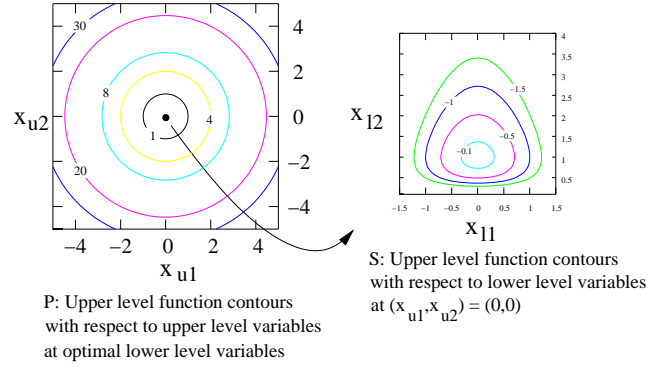 30
4
2
0
−2
−4
8
1
4
20
x u2
−4 −2 0 2 4
x u1
P: Upper level function contours
with respect to upper level variables
at optimal lower level variables
4
3.5
3
2.5
2
1.5
1
0.5
−1.5
−1
−0.5
−0.1
x l2
−1.5 −1 −0.5 0 0.5 1 1.5
x l1
S: Upper level function contours
with respect to lower level variables
at (x u1,x u2) = (0,0)